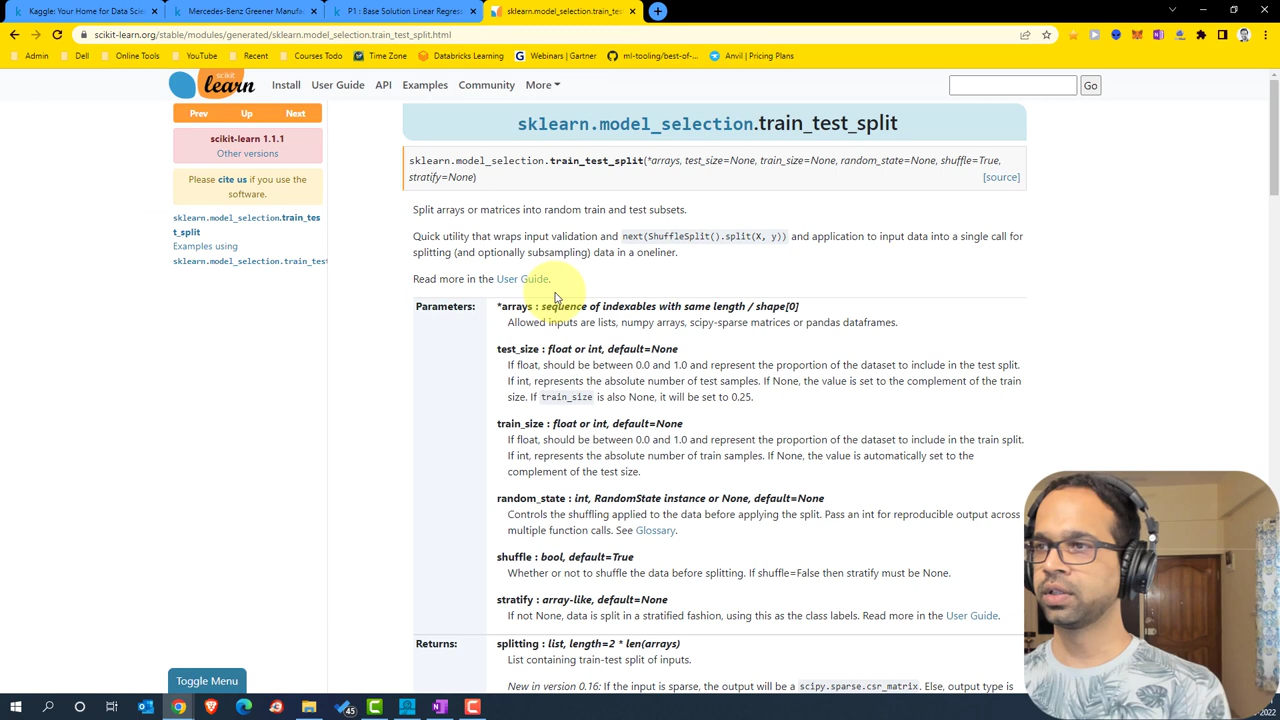 Kaggle: Your Home for Data Scie
Mercedes-Benz Greener Manufac
P1 : Base Solution Linear Regress
sklearn.model_selection.train_tes
scikit-learn.org/stable/modules/generated/sklearn.model_selection.train_test_split.html
Admin
Dell
Online Tools
YouTube
Recent
Courses Todo
Time Zone
Databricks Learning
Webinars | Gartner
ml-tooling/best-of-...
Anvil | Pricing Plans
scikit
learn
Install
User Guide
API
Examples
Community
More
Go
Prev
Up
Next
scikit-learn 1.1.1
Other versions
Please cite us if you use the
software.
sklearn.model_selection.train_tes
t_split
Examples using
sklearn.model_selection.train_test
sklearn.model_selection.train_test_split
sklearn.model_selection.train_test_split(*arrays, test_size=None, train_size=None, random_state=None, shuffle=True,
stratify=None)
[source]
Split arrays or matrices into random train and test subsets.
Quick utility that wraps input validation and next(ShuffleSplit().split(X, y)) and application to input data into a single call for
splitting (and optionally subsampling) data in a oneliner.
Read more in the User Guide.
Parameters:
*arrays : sequence of indexables with same length / shape[0]
Allowed inputs are lists, numpy arrays, scipy-sparse matrices or pandas dataframes.
test_size : float or int, default=None
If float, should be between 0.0 and 1.0 and represent the proportion of the dataset to include in the test split.
If int, represents the absolute number of test samples. If None, the value is set to the complement of the train
size. If train_size is also None, it will be set to 0.25.
train_size : float or int, default=None
If float, should be between 0.0 and 1.0 and represent the proportion of the dataset to include in the train split.
If int, represents the absolute number of train samples. If None, the value is automatically set to the
complement of the test size.
random_state : int, RandomState instance or None, default=None
Controls the shuffling applied to the data before applying the split. Pass an int for reproducible output across
multiple function calls. See Glossary.
shuffle : bool, default=True
Whether or not to shuffle the data before splitting. If shuffle=False then stratify must be None.
stratify : array-like, default=None
If not None, data is split in a stratified fashion, using this as the class labels. Read more in the User Guide.
Returns:
splitting : list, length=2 * len(arrays)
List containing train-test split of inputs.
New in version 0.16: If the input is sparse, the output will be a scipy.sparse.csr_matrix. Else, output type is
Toggle Menu
45
-2022